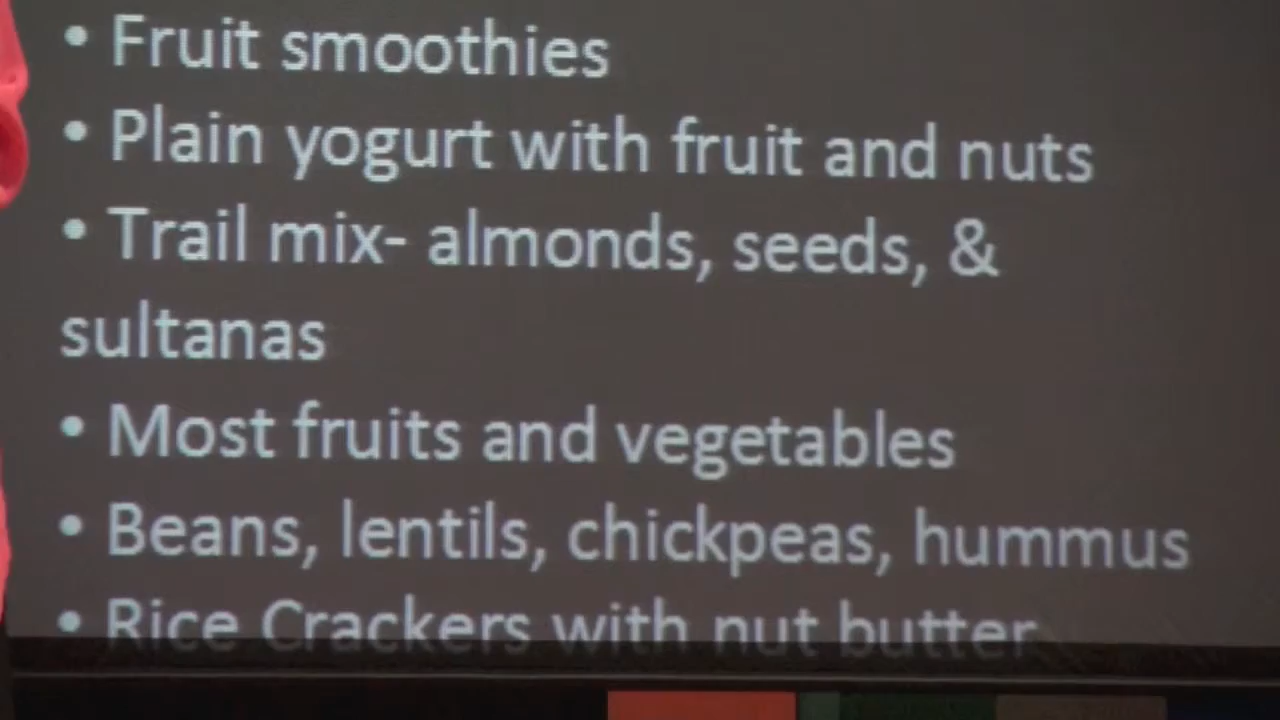 • Fruit smoothies
• Plain yogurt with fruit and nuts
• Trail mix- almonds, seeds, &
sultanas
• Most fruits and vegetables
• Beans, lentils, chickpeas, hummus
• Rice Crackers with nut butter